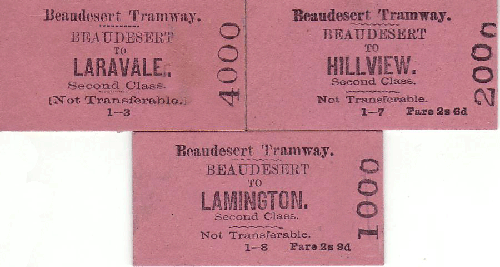 Beaudesert Tramway.
BEAUDESERT
TO
LARAVALE.
Second Class.
[Not Transferable.]
1—3
4000
Beaudesert Tramway.
BEAUDESERT
TO
HILLVIEW.
Second Class.
Not Transferable.
1—7 Fare 2s 6d
2000
Beaudesert Tramway.
BEAUDESERT
TO
LAMINGTON.
Second Class.
Not Transferable.
1—8 Fare 2s 9d
1000